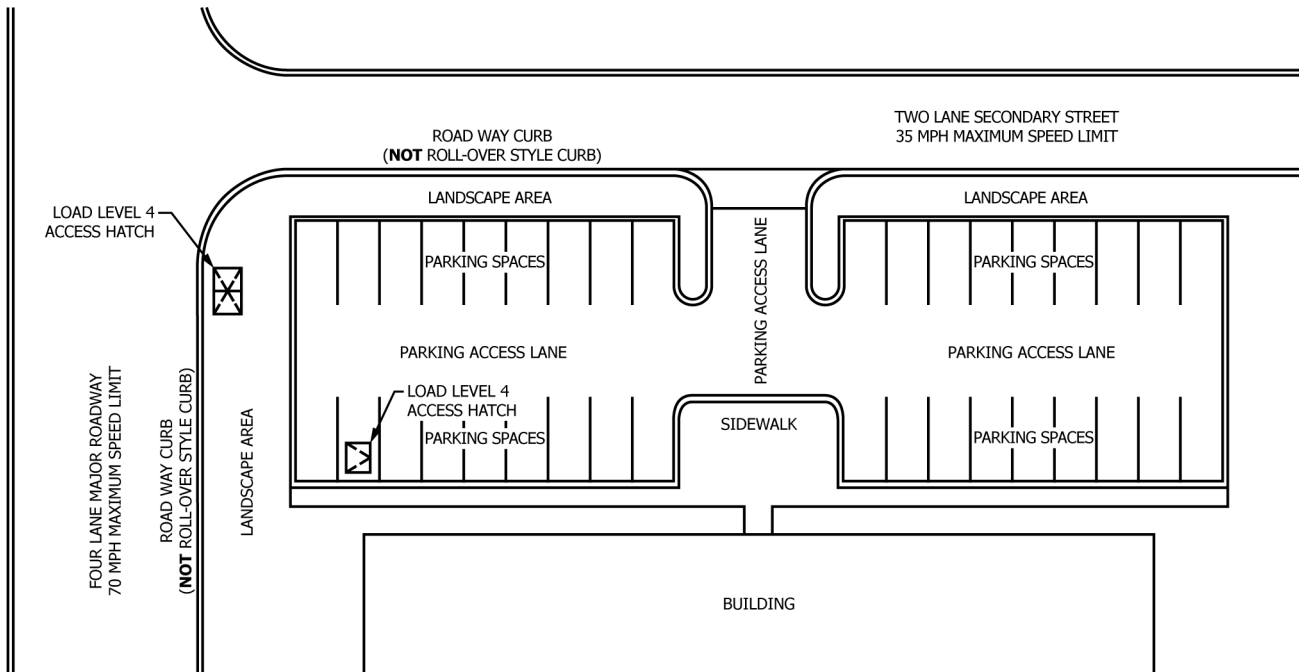 TWO LANE SECONDARY STREET
35 MPH MAXIMUM SPEED LIMIT
ROAD WAY CURB
(NOT ROLL-OVER STYLE CURB)
LANDSCAPE AREA
LANDSCAPE AREA
LOAD LEVEL 4
ACCESS HATCH
PARKING SPACES
PARKING ACCESS LANE
PARKING SPACES
PARKING ACCESS LANE
PARKING ACCESS LANE
LOAD LEVEL 4
ACCESS HATCH
PARKING SPACES
SIDEWALK
PARKING SPACES
FOUR LANE MAJOR ROADWAY
70 MPH MAXIMUM SPEED LIMIT
ROAD WAY CURB
(NOT ROLL-OVER STYLE CURB)
LANDSCAPE AREA
BUILDING